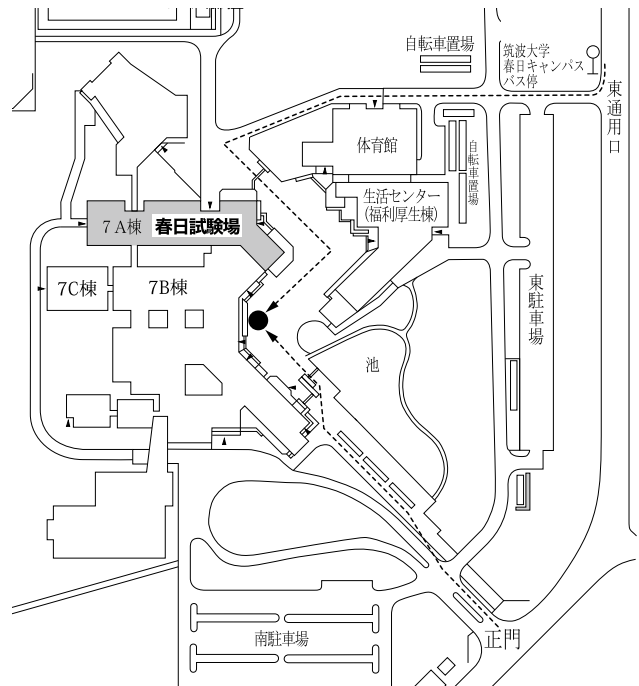 自転車置場
筑波大学
春日キャンパス
バス停
東通用口
体育館
自転車置場
生活センター
(福利厚生棟)
7A棟
春日試験場
7C棟
7B棟
東駐車場
池
南駐車場
正門